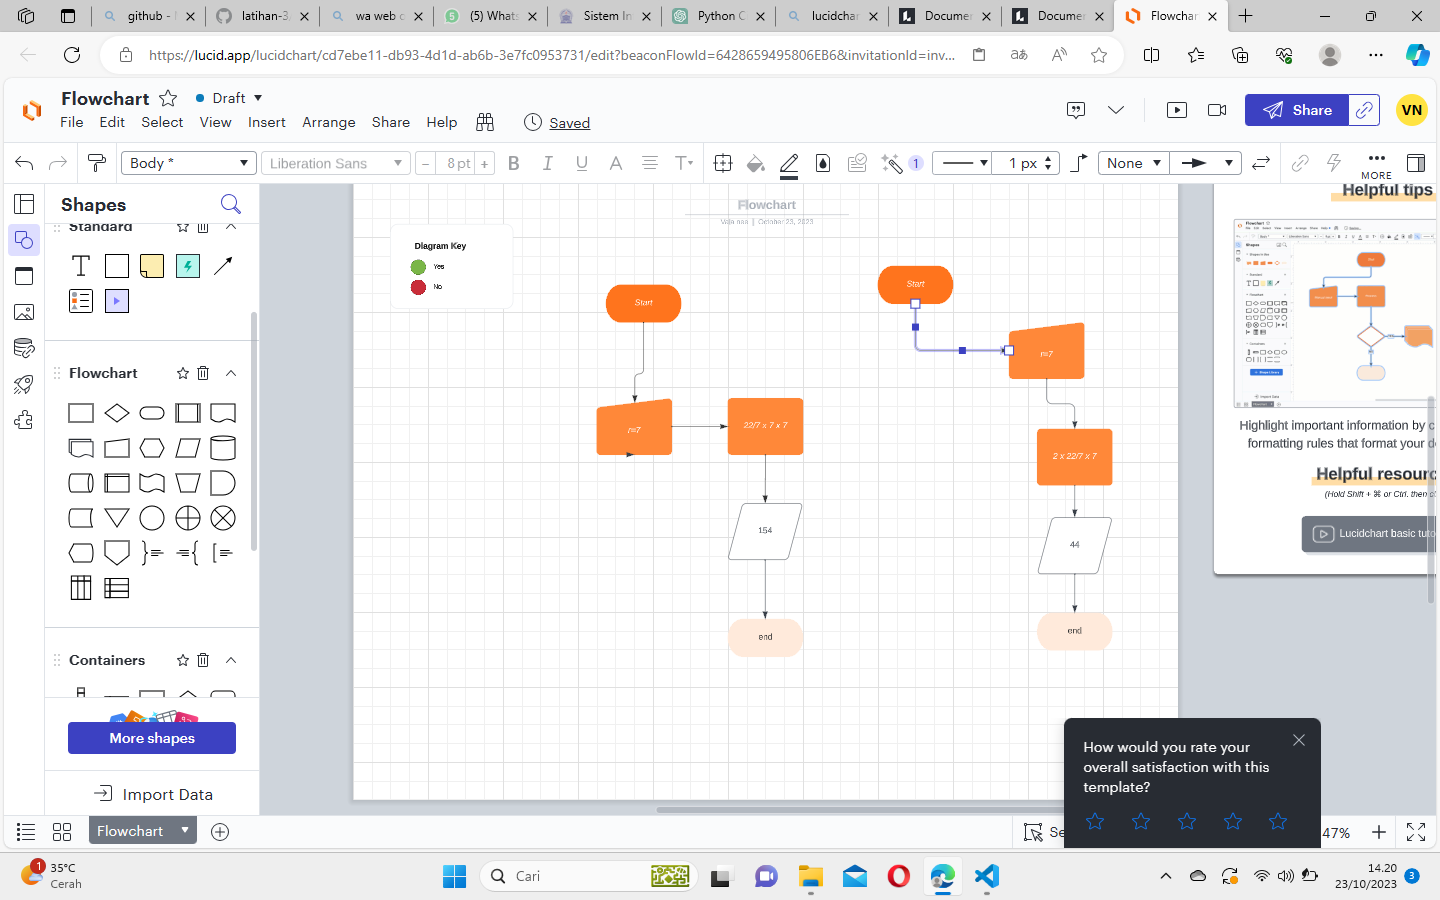 github -
latihan-3
wa web
(5) What
Sistem In
Python C
lucidchar
Docume
Docume
Flowchar
https://lucid.app/lucidchart/cd7ebe11-db93-4d1d-ab6b-3e7fc0953731/edit?beaconFlowId=6428659495806EB6&invitationId=inv...
Flowchart
Draft
File Edit Select View Insert Arrange Share Help
Saved
Share
VN
Body *
Liberation Sans
- 8 pt +
B I U A T
1
1 px
None
MORE
Shapes
Standard
T
Flowchart
Containers
More shapes
Import Data
Flowchart
October 23, 2023
Diagram Key
Yes
No
Start
r=7
22/7 x 7 x 7
154
end
Start
r=7
2 x 22/7 x 7
44
end
Helpful tips
Highlight important information by c
formatting rules that format your d
Helpful resourc
(Hold Shift + ⌘ or Ctrl, then c
Lucidchart basic tuto
How would you rate your
overall satisfaction with this
template?
Flowchart
Se
47%
1
35°C
Cerah
Cari
14.20
23/10/2023
3